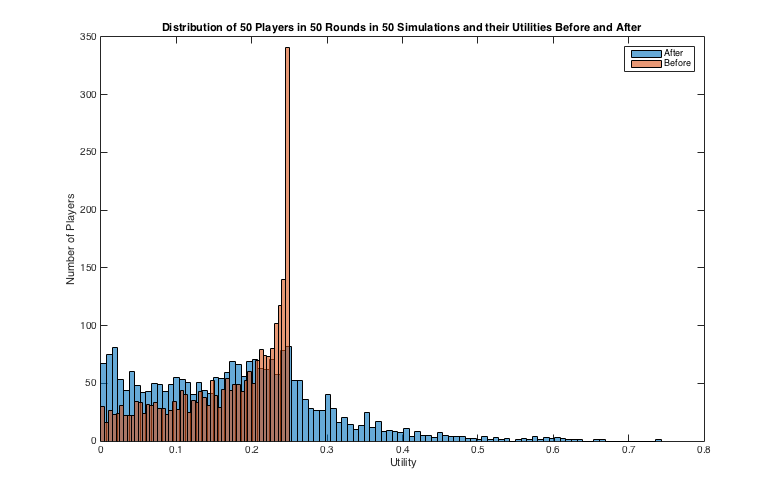 Distribution of 50 Players in 50 Rounds in 50 Simulations and their Utilities Before and After
350
300
250
200
150
100
50
0
Number of Players
After
Before
0 0.1 0.2 0.3 0.4 0.5 0.6 0.7 0.8
Utility